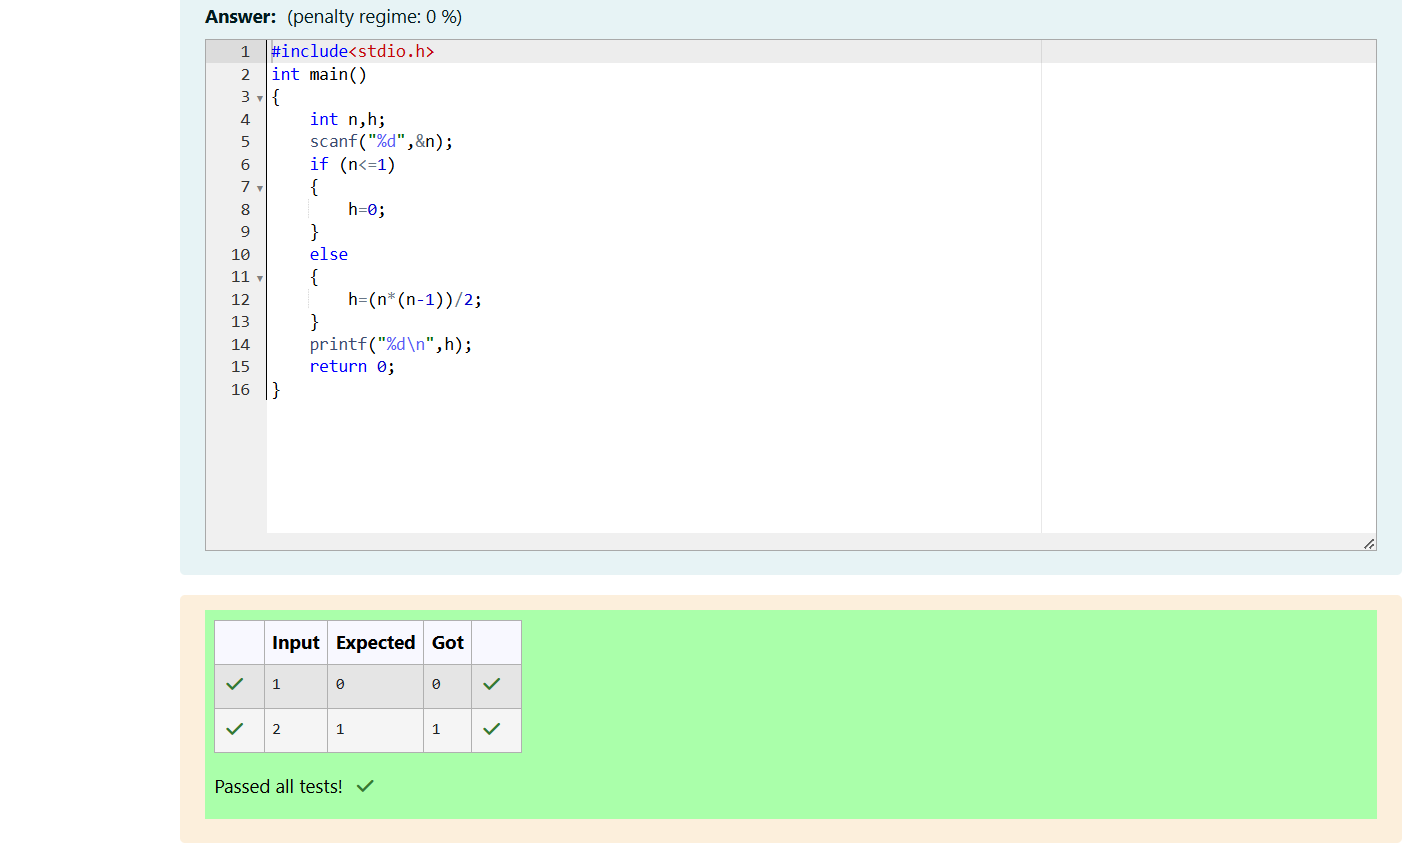 Answer: (penalty regime: 0 %)
1 #include<stdio.h>
2 int main()
3 {
4     int n,h;
5     scanf("%d",&n);
6     if (n<=1)
7     {
8         h=0;
9     }
10     else
11     {
12         h=(n*(n-1))/2;
13     }
14     printf("%d\n",h);
15     return 0;
16 }
Input Expected Got
1 0 0
2 1 1
Passed all tests!